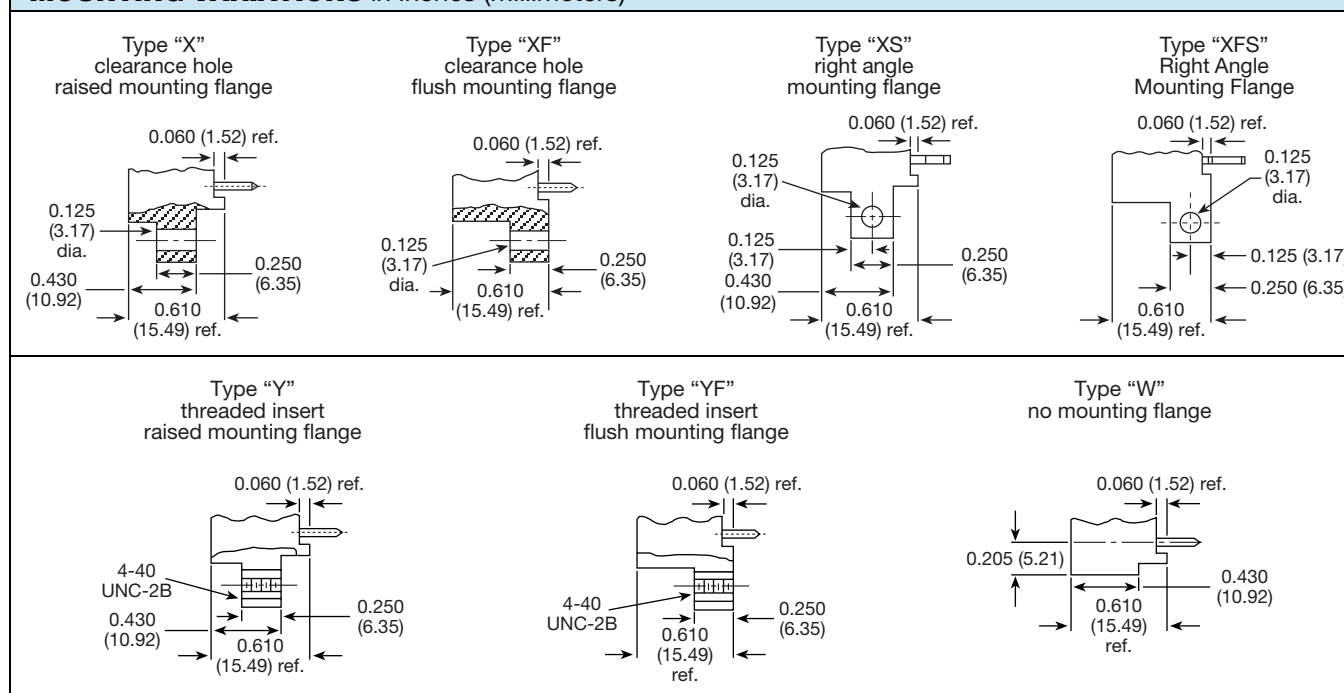 MOUNTING VARIATIONS in inches (millimeters)
Type “X”
clearance hole
raised mounting flange
0.060 (1.52) ref.
0.125
(3.17)
dia.
0.430
(10.92)
0.250
(6.35)
0.610
(15.49) ref.
Type “XF”
clearance hole
flush mounting flange
0.060 (1.52) ref.
0.125
(3.17)
dia.
0.250
(6.35)
0.610
(15.49) ref.
Type “XS”
right angle
mounting flange
0.060 (1.52) ref.
0.125
(3.17)
dia.
0.125
(3.17)
0.430
(10.92)
0.250
(6.35)
0.610
(15.49) ref.
Type “XFS”
Right Angle
Mounting Flange
0.060 (1.52) ref.
0.125
(3.17)
dia.
0.125 (3.17
0.250 (6.35
0.610
(15.49) ref.
Type “Y”
threaded insert
raised mounting flange
0.060 (1.52) ref.
4-40
UNC-2B
0.430
(10.92)
0.250
(6.35)
0.610
(15.49) ref.
Type “YF”
threaded insert
flush mounting flange
0.060 (1.52) ref.
4-40
UNC-2B
0.250
(6.35)
0.610
(15.49)
ref.
Type “W”
no mounting flange
0.060 (1.52) ref.
0.205 (5.21)
0.430
(10.92)
0.610
(15.49)
ref.